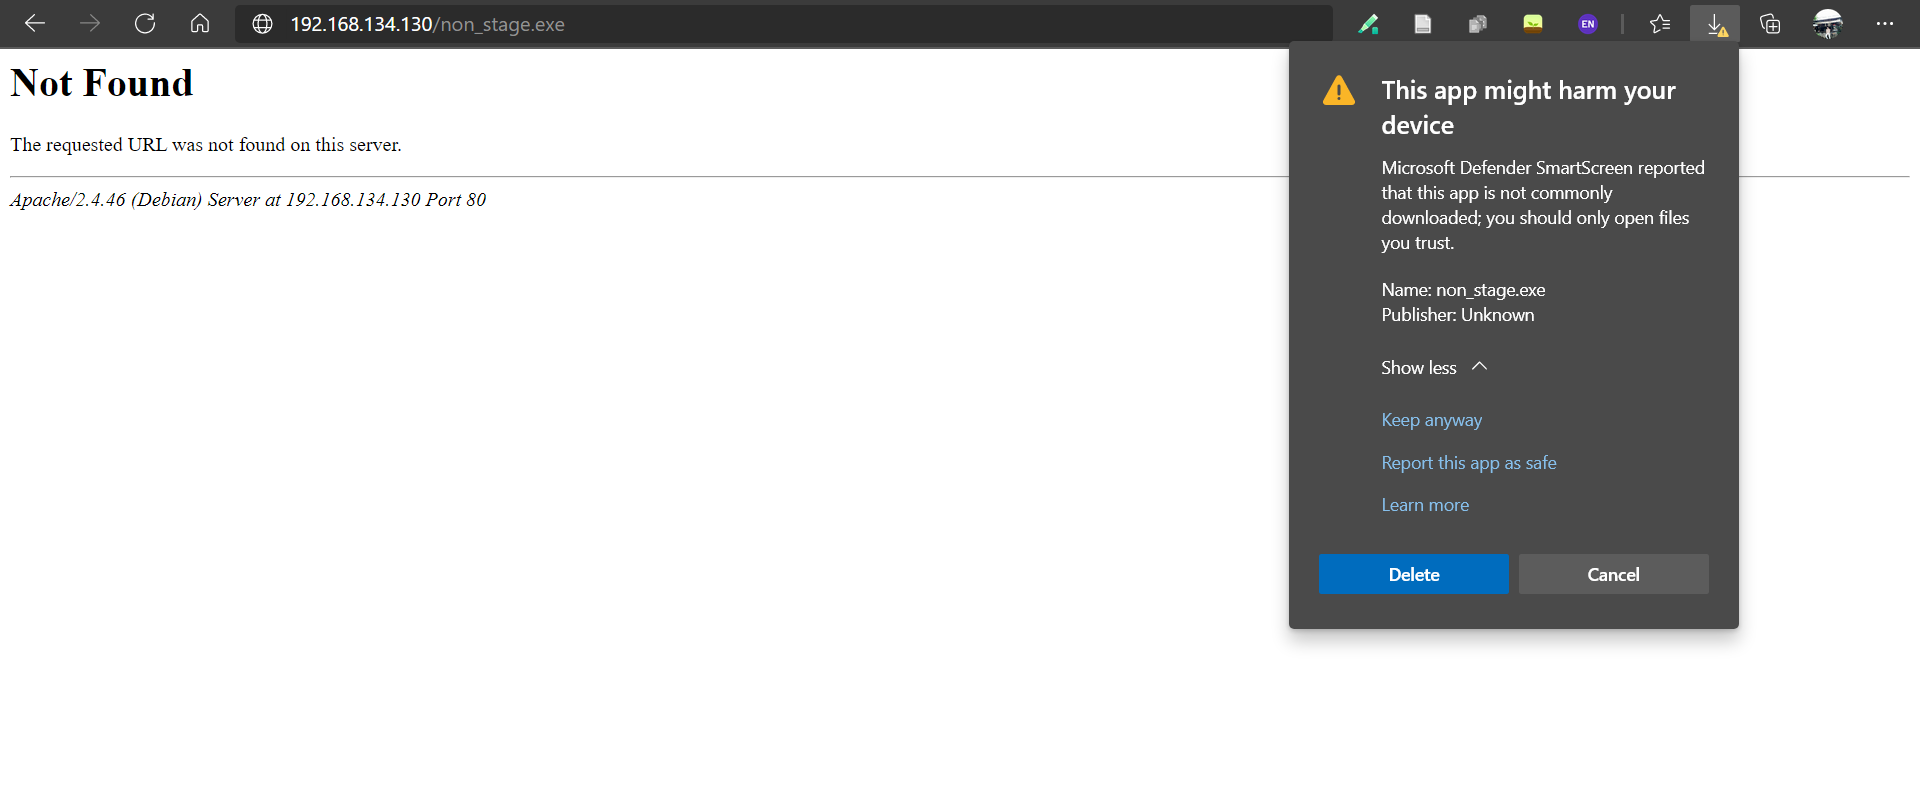 192.168.134.130/non_stage.exe
EN
Not Found
The requested URL was not found on this server.
Apache/2.4.46 (Debian) Server at 192.168.134.130 Port 80
This app might harm your
device
Microsoft Defender SmartScreen reported
that this app is not commonly
downloaded; you should only open files
you trust.
Name: non_stage.exe
Publisher: Unknown
Show less
Keep anyway
Report this app as safe
Learn more
Delete
Cancel